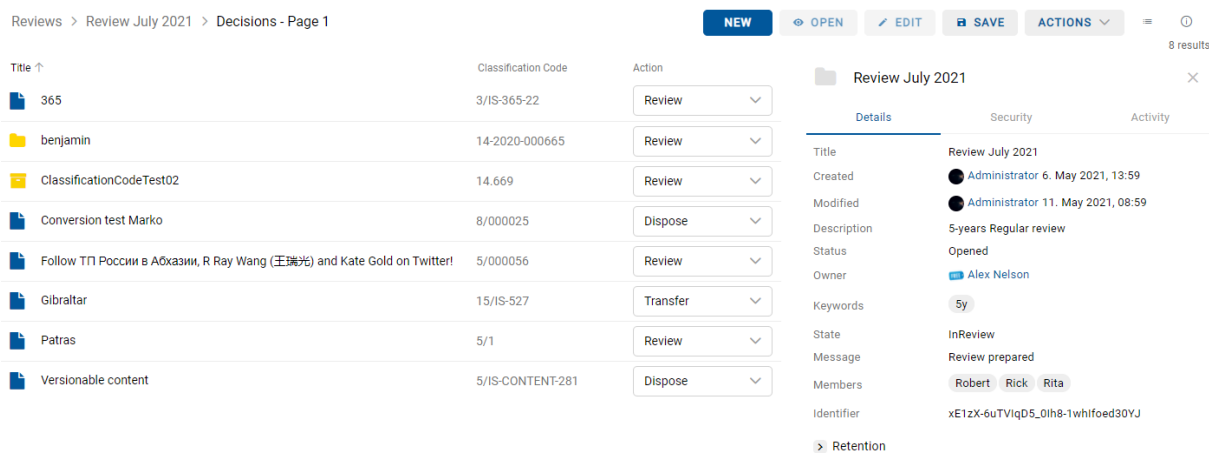 Reviews > Review July 2021 > Decisions - Page 1
NEW
OPEN
EDIT
SAVE
ACTIONS
8 results
Title ↑ Classification Code Action
365 3/IS-365-22 Review
benjamin 14-2020-000665 Review
ClassificationCodeTest02 14.669 Review
Conversion test Marko 8/000025 Dispose
Follow ТП России в Абхазии, R Ray Wang (王瑞光) and Kate Gold on Twitter! 5/000056 Review
Gibraltar 15/IS-527 Transfer
Patras 5/1 Review
Versionable content 5/IS-CONTENT-281 Dispose
Review July 2021
Details Security Activity
Title Review July 2021
Created Administrator 6. May 2021, 13:59
Modified Administrator 11. May 2021, 08:59
Description 5-years Regular review
Status Opened
Owner Alex Nelson
Keywords 5y
State InReview
Message Review prepared
Members Robert Rick Rita
Identifier xE1zX-6uTVIqD5_0Ih8-1whIfoed30YJ
> Retention